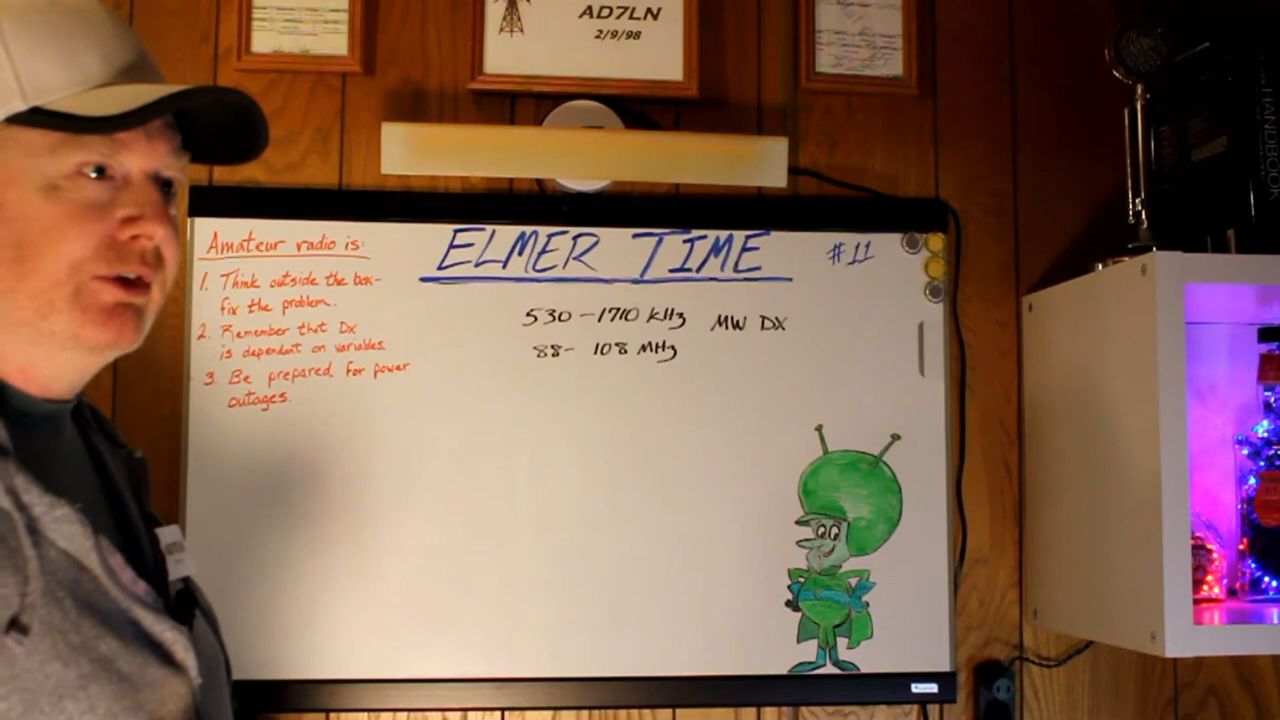 AD7LN
2/9/98
HANDBOOK
ELMER TIME
#11
Amateur radio is:
1. Think outside the box-
fix the problem.
2. Remember that Dx
is dependant on variables.
3. Be prepared for power
outages.
530-1710 kHz MW DX
88- 108 MHz